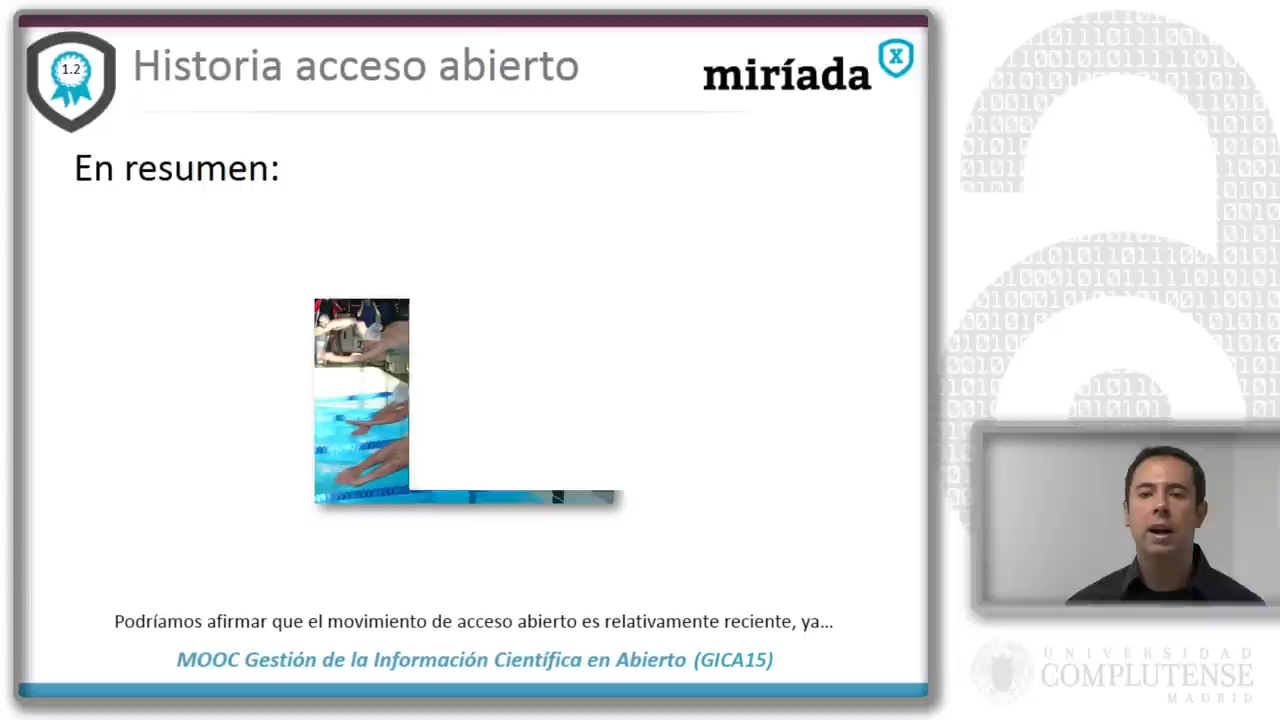 1.2
Historia acceso abierto
miríada X
En resumen:
Podríamos afirmar que el movimiento de acceso abierto es relativamente reciente, ya...
MOOC Gestión de la Información Científica en Abierto (GICA15)
UNIVERSIDAD
COMPLUTENSE
MADRID